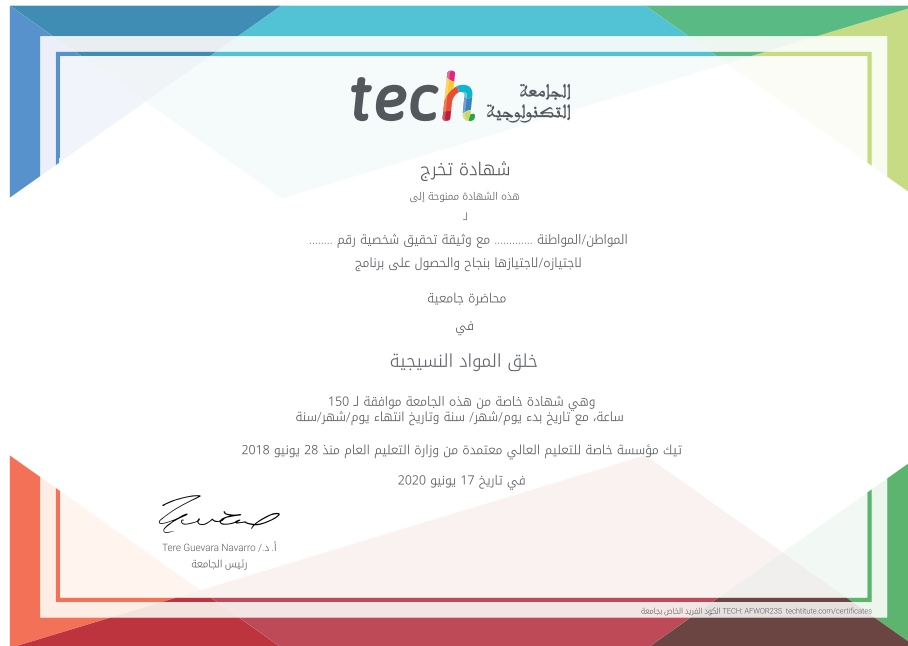 tech الجامعة
التكنولوجية
شهادة تخرج
هذه الشهادة ممنوحة إلى
لـ
المواطن/المواطنة ............. مع وثيقة تحقيق شخصية رقم ........
لاجتيازه/لاجتيازها بنجاح والحصول على برنامج
محاضرة جامعية
في
خلق المواد النسيجية
وهي شهادة خاصة من هذه الجامعة موافقة لـ 150
ساعة، مع تاريخ بدء يوم/شهر/ سنة وتاريخ انتهاء يوم/شهر/سنة
تيك مؤسسة خاصة للتعليم العالي معتمدة من وزارة التعليم العام منذ 28 يونيو 2018
في تاريخ 17 يونيو 2020
أ. د./ Tere Guevara Navarro
رئيس الجامعة
الكود الفريد الخاص بجامعة TECH: AFWOR23S techtitute.com/certificates